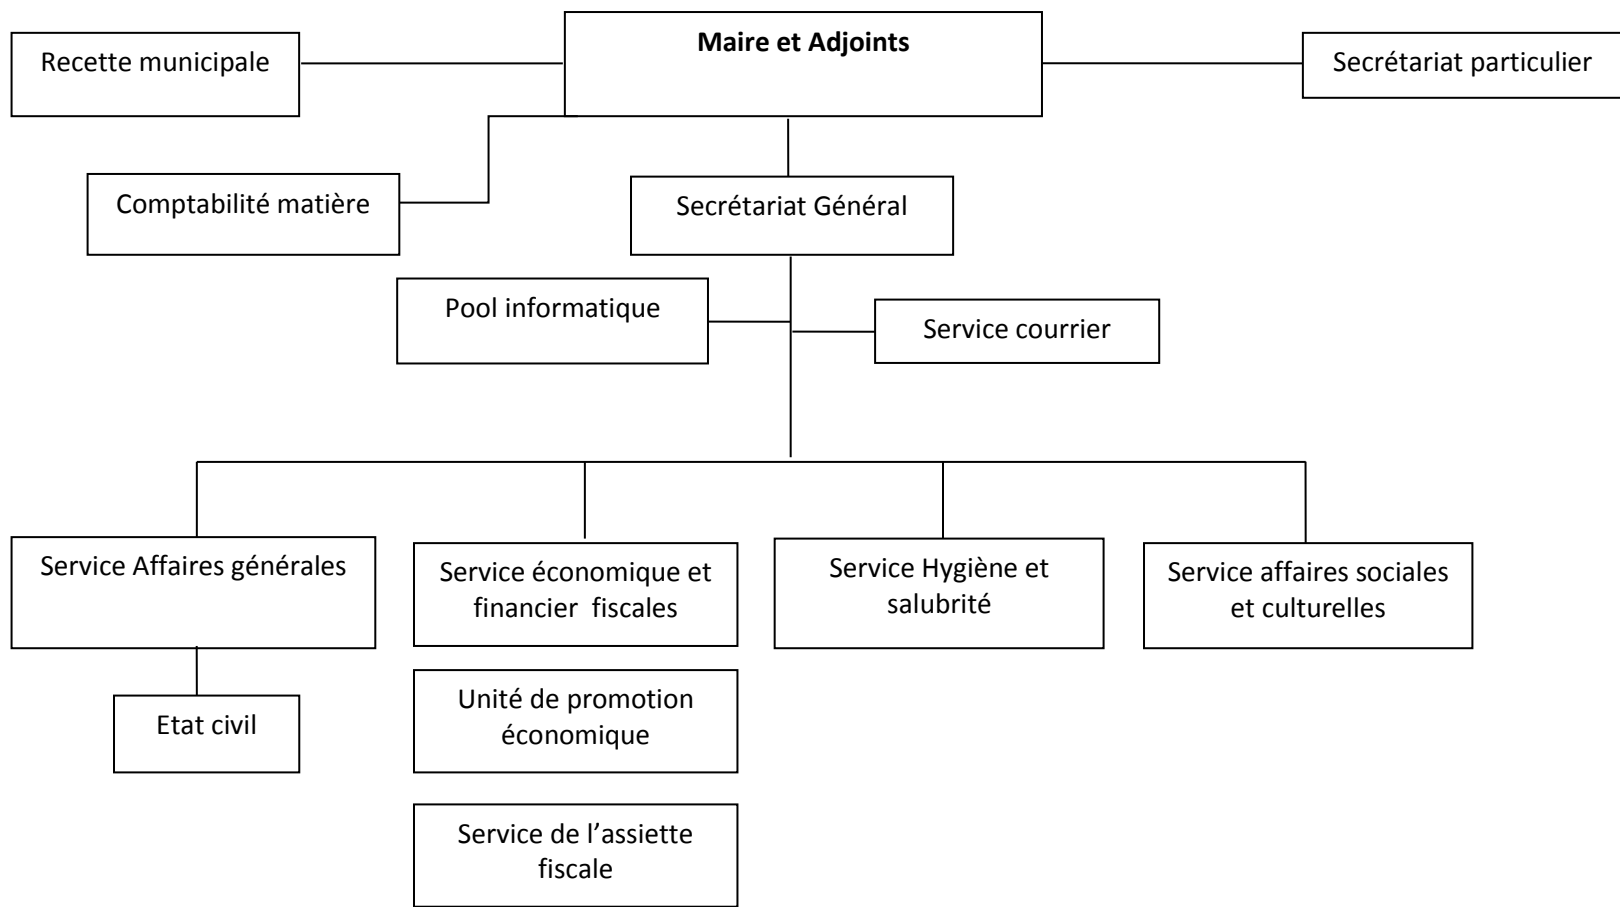 Maire et Adjoints
Recette municipale
Secrétariat particulier
Comptabilité matière
Secrétariat Général
Pool informatique
Service courrier
Service Affaires générales
Service économique et
financier  fiscales
Service Hygiène et
salubrité
Service affaires sociales
et culturelles
Etat civil
Unité de promotion
économique
Service de l’assiette
fiscale